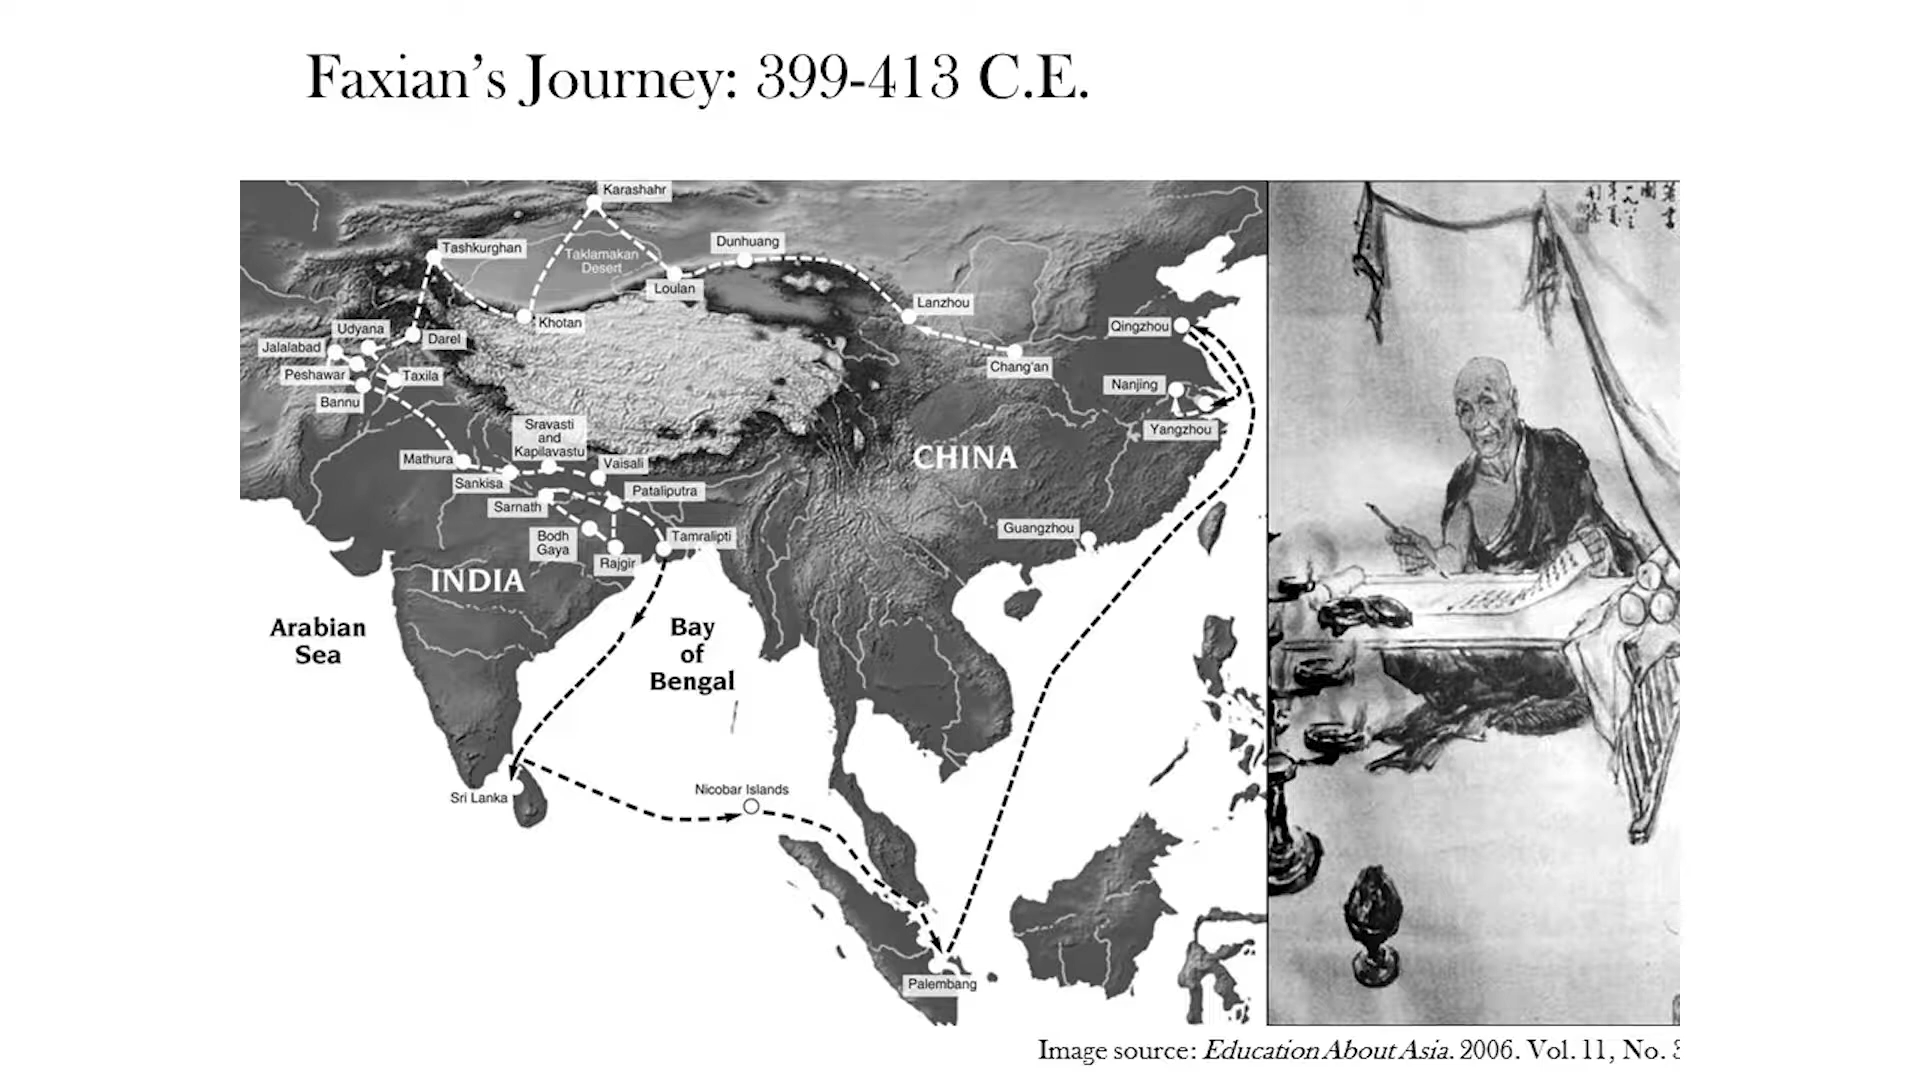 Faxian's Journey: 399-413 C.E.
Karashahr
Tashkurghan
Taklamakan
Desert
Dunhuang
Loulan
Lanzhou
Khotan
Udyana
Darel
Jalalabad
Qingzhou
Chang'an
Peshawar
Taxila
Nanjing
Bannu
Sravasti
and
Kapilavastu
Yangzhou
Mathura
Vaisali
CHINA
Sankisa
Pataliputra
Sarnath
Guangzhou
Bodh
Gaya
Tamralipti
Rajgir
INDIA
Arabian
Sea
Bay
of
Bengal
Nicobar Islands
Sri Lanka
Palembang
Image source: Education About Asia. 2006. Vol. 11, No. 3